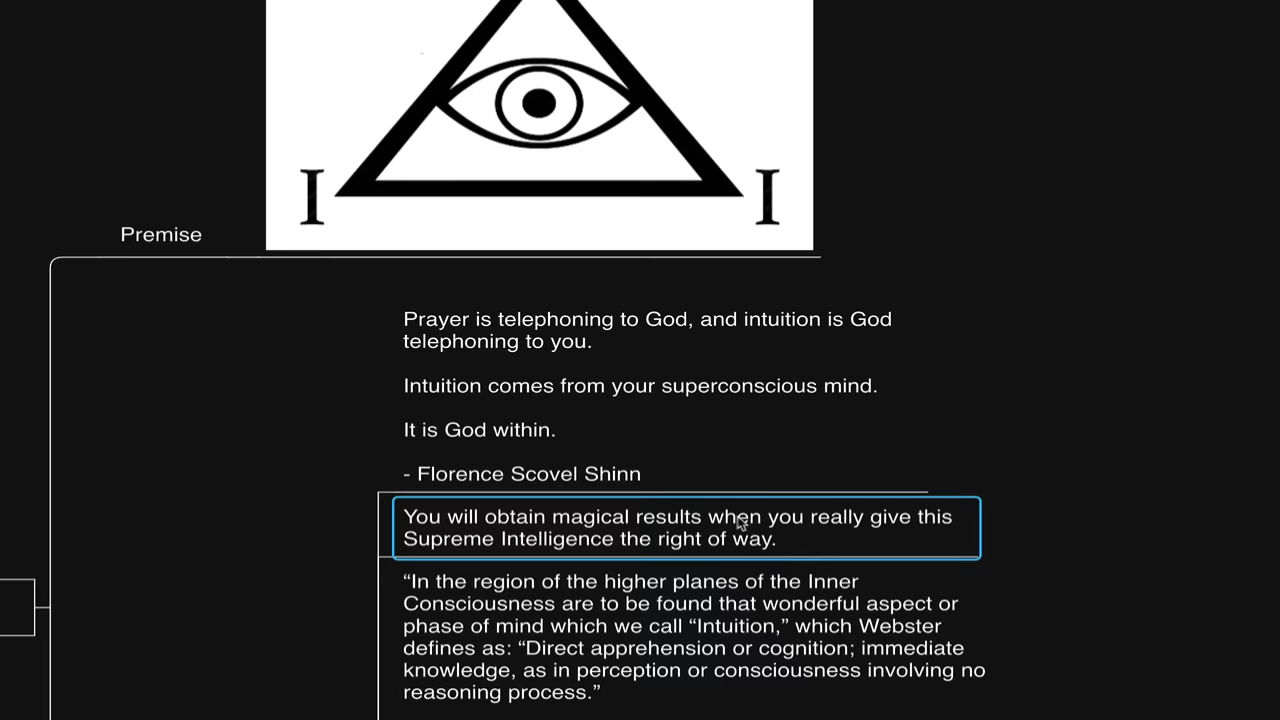 I I
Premise
Prayer is telephoning to God, and intuition is God
telephoning to you.
Intuition comes from your superconscious mind.
It is God within.
- Florence Scovel Shinn
You will obtain magical results when you really give this
Supreme Intelligence the right of way.
“In the region of the higher planes of the Inner
Consciousness are to be found that wonderful aspect or
phase of mind which we call “Intuition,” which Webster
defines as: “Direct apprehension or cognition; immediate
knowledge, as in perception or consciousness involving no
reasoning process.”